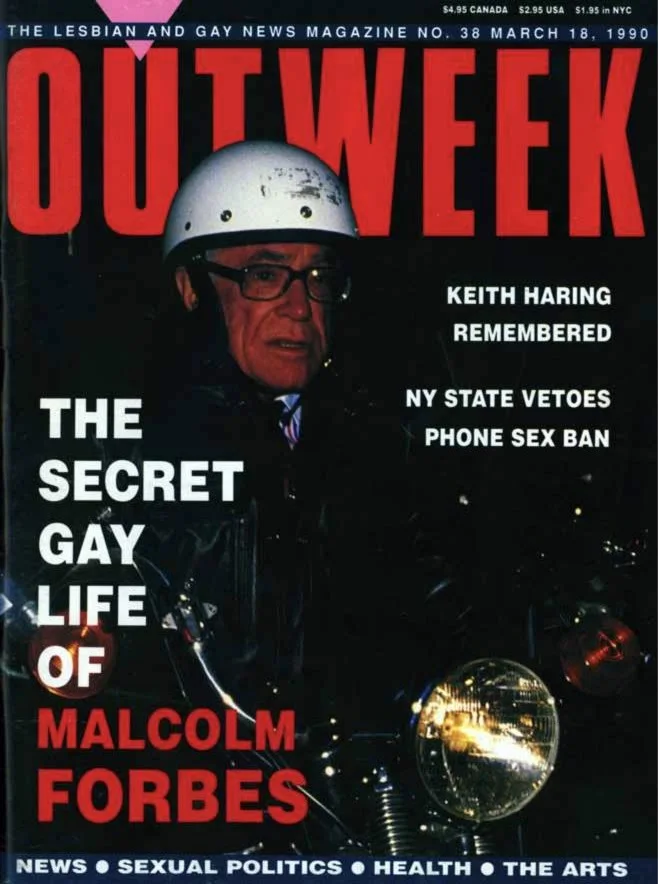 $4.95 CANADA $2.95 USA $1.95 in NYC
THE LESBIAN AND GAY NEWS MAGAZINE NO. 38 MARCH 18, 1990
OUTWEEK
KEITH HARING
REMEMBERED
NY STATE VETOES
PHONE SEX BAN
THE
SECRET
GAY
LIFE
OF
MALCOLM
FORBES
NEWS ● SEXUAL POLITICS ● HEALTH ● THE ARTS